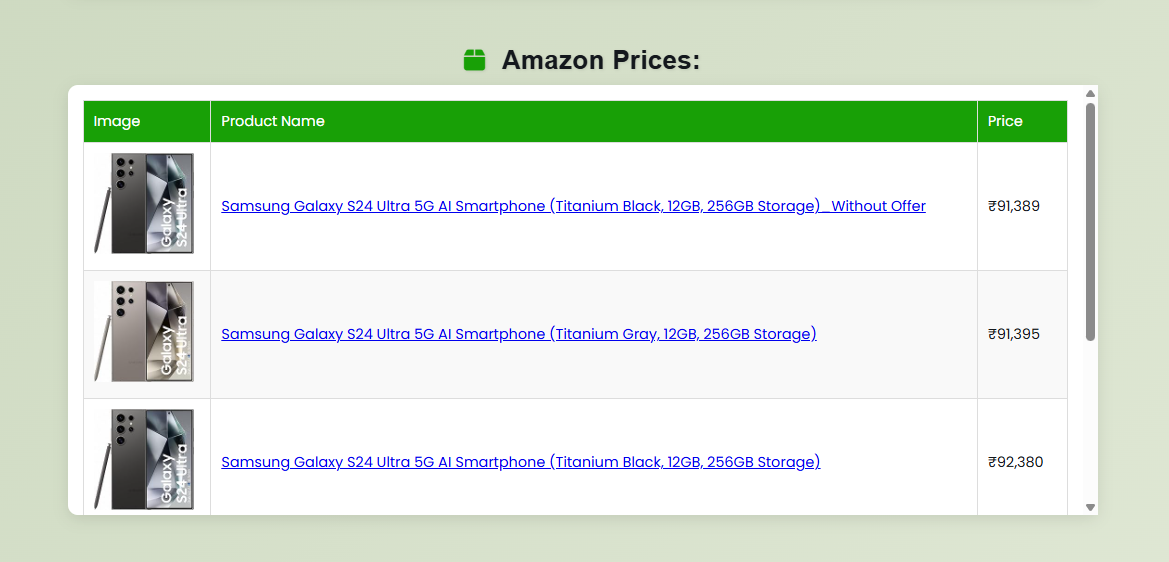 Amazon Prices:
Image Product Name Price
Galaxy
S24 Ultra
Samsung Galaxy S24 Ultra 5G AI Smartphone (Titanium Black, 12GB, 256GB Storage)_Without Offer ₹91,389
Galaxy
S24 Ultra
Samsung Galaxy S24 Ultra 5G AI Smartphone (Titanium Gray, 12GB, 256GB Storage) ₹91,395
Galaxy
S24 Ultra
Samsung Galaxy S24 Ultra 5G AI Smartphone (Titanium Black, 12GB, 256GB Storage) ₹92,380